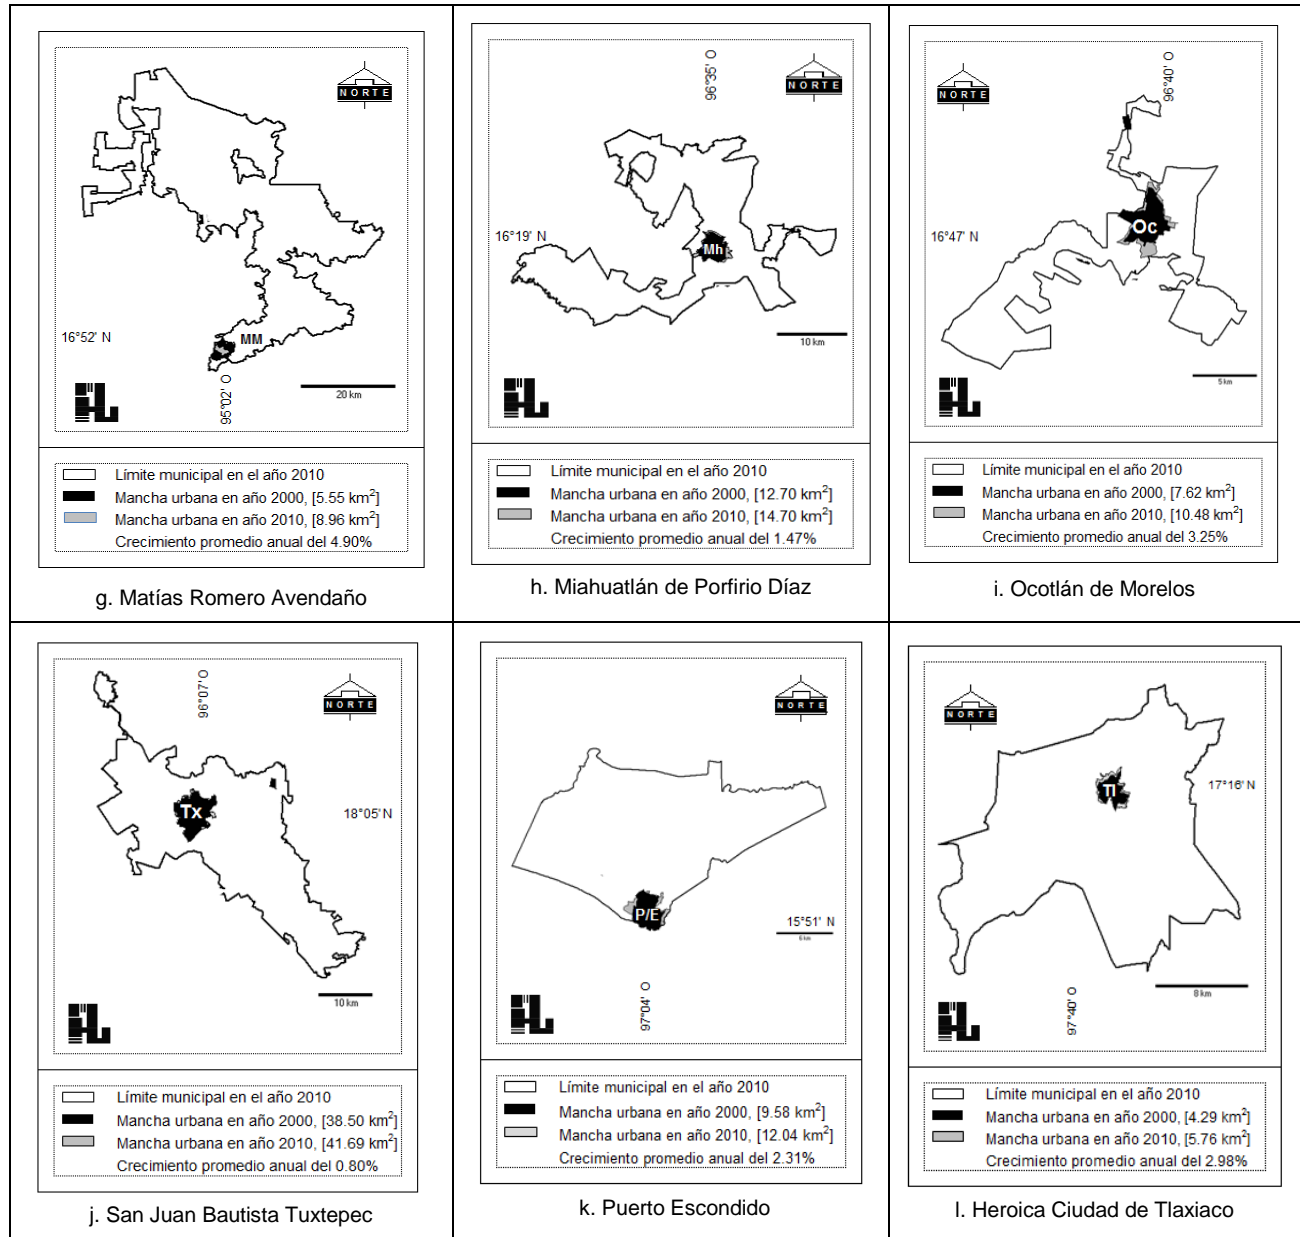 NORTE
16°52' N
MM
95°02' O
20 km
Límite municipal en el año 2010
Mancha urbana en año 2000, [5.55 km²]
Mancha urbana en año 2010, [8.96 km²]
Crecimiento promedio anual del 4.90%
g. Matías Romero Avendaño
96°35' O
NORTE
16°19' N
Mh
10 km
Límite municipal en el año 2010
Mancha urbana en año 2000, [12.70 km²]
Mancha urbana en año 2010, [14.70 km²]
Crecimiento promedio anual del 1.47%
h. Miahuatlán de Porfirio Díaz
96°40' O
NORTE
16°47' N
Oc
5 km
Límite municipal en el año 2010
Mancha urbana en año 2000, [7.62 km²]
Mancha urbana en año 2010, [10.48 km²]
Crecimiento promedio anual del 3.25%
i. Ocotlán de Morelos
96°07' O
NORTE
Tx
18°05' N
10 km
Límite municipal en el año 2010
Mancha urbana en año 2000, [38.50 km²]
Mancha urbana en año 2010, [41.69 km²]
Crecimiento promedio anual del 0.80%
j. San Juan Bautista Tuxtepec
NORTE
P/E
15°51' N
97°04' O
Límite municipal en el año 2010
Mancha urbana en año 2000, [9.58 km²]
Mancha urbana en año 2010, [12.04 km²]
Crecimiento promedio anual del 2.31%
k. Puerto Escondido
NORTE
17°16' N
Tl
8 km
97°40' O
Límite municipal en el año 2010
Mancha urbana en año 2000, [4.29 km²]
Mancha urbana en año 2010, [5.76 km²]
Crecimiento promedio anual del 2.98%
l. Heroica Ciudad de Tlaxiaco